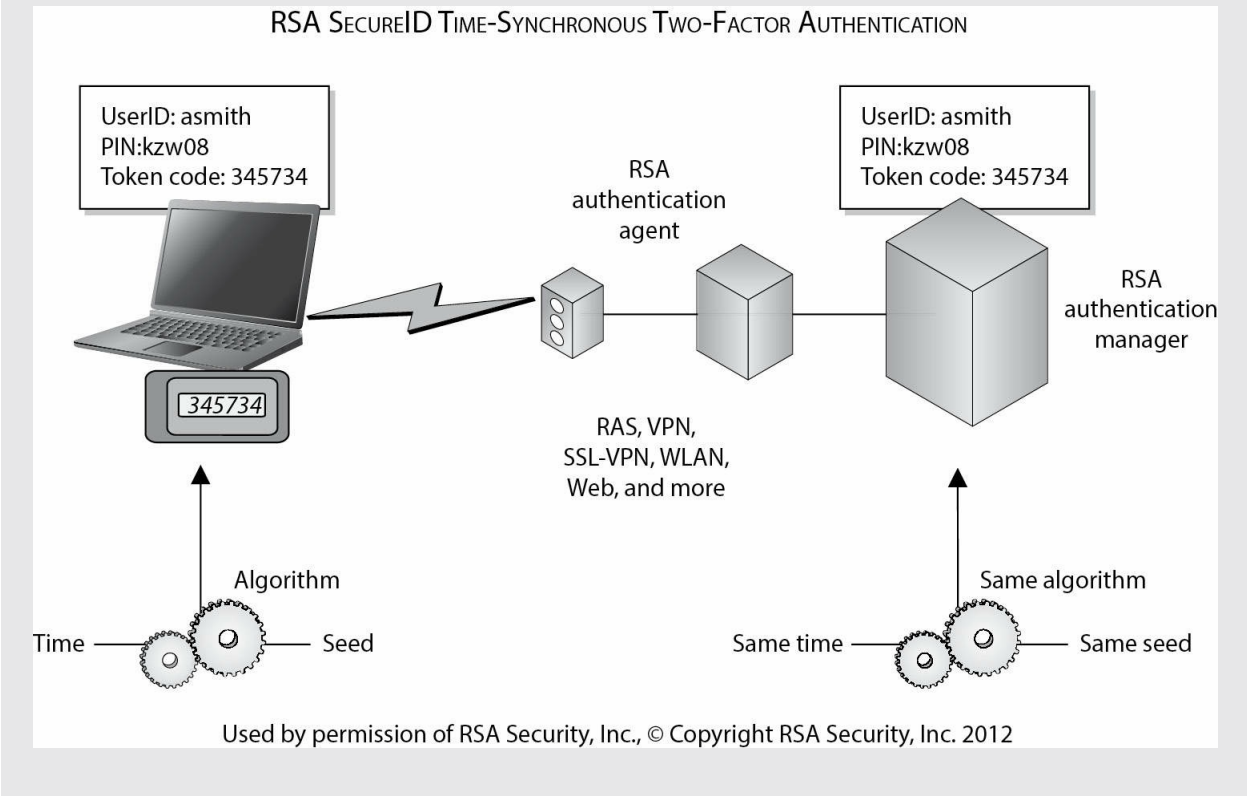 RSA SECUREID TIME-SYNCHRONOUS TWO-FACTOR AUTHENTICATION
UserID: asmith
PIN:kzw08
Token code: 345734
RSA
authentication
agent
UserID: asmith
PIN:kzw08
Token code: 345734
RSA
authentication
manager
345734
RAS, VPN,
SSL-VPN, WLAN,
Web, and more
Algorithm
Time
Seed
Same algorithm
Same time
Same seed
Used by permission of RSA Security, Inc., © Copyright RSA Security, Inc. 2012